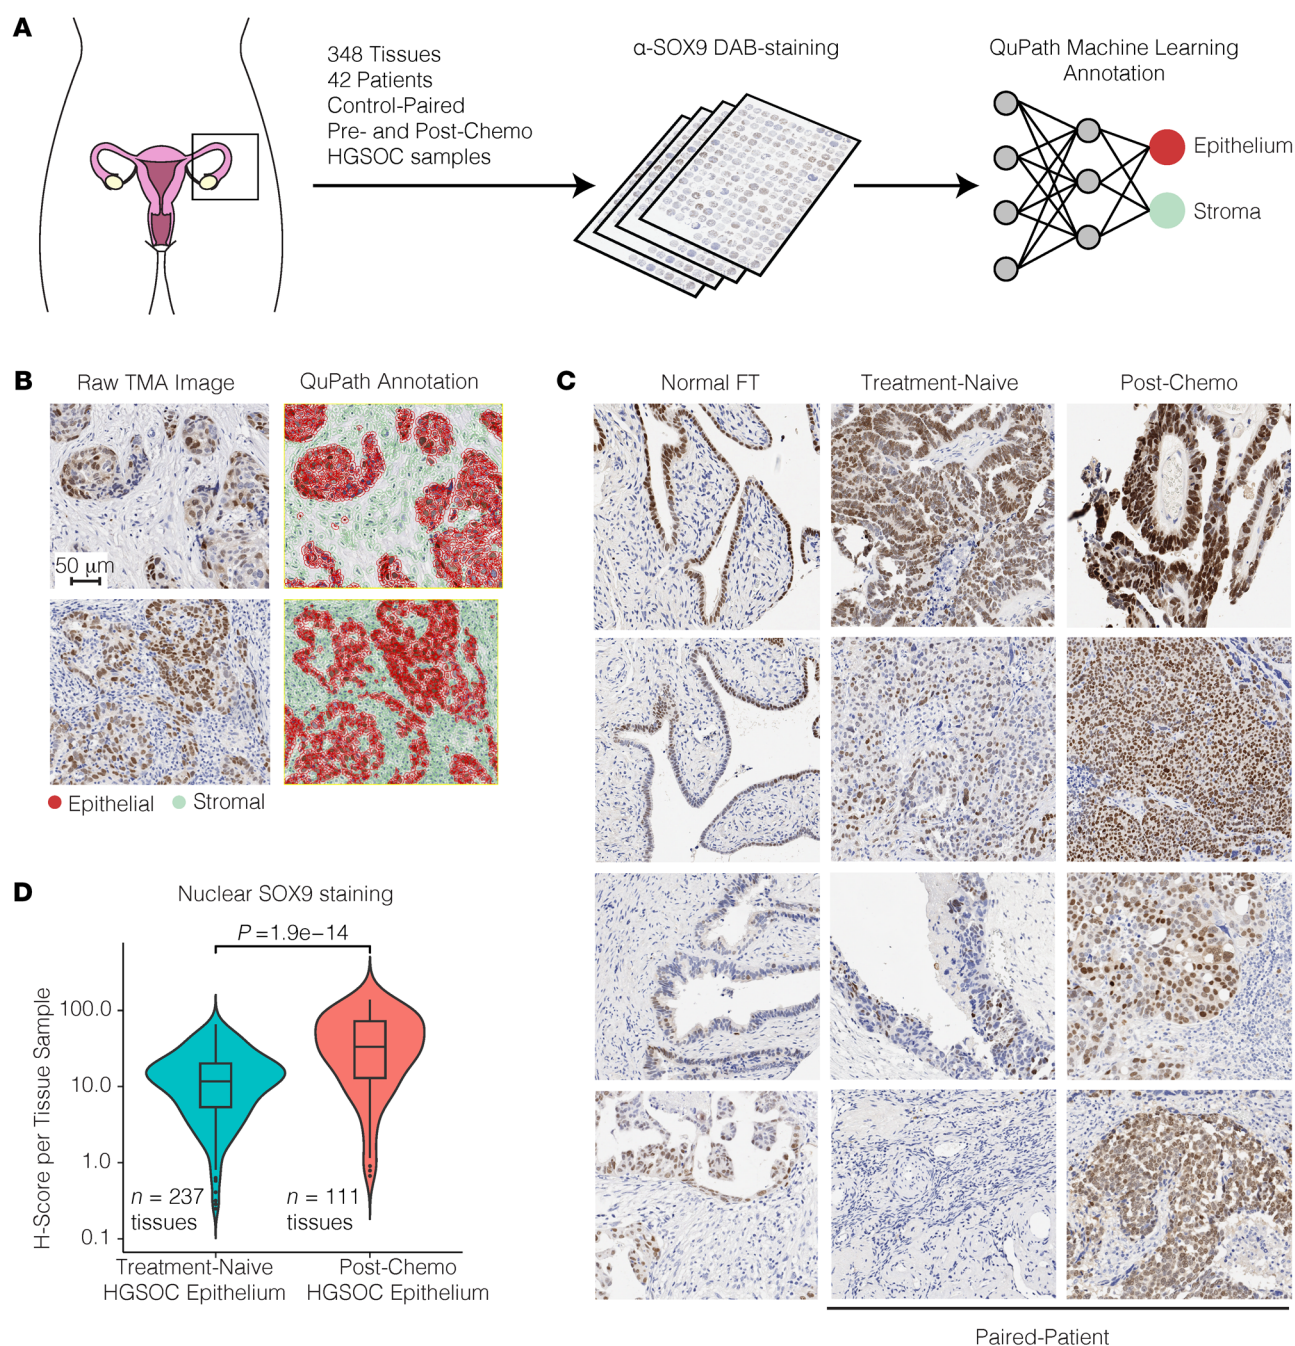 A
348 Tissues
42 Patients
Control-Paired
Pre- and Post-Chemo
HGSOC samples
α-SOX9 DAB-staining
QuPath Machine Learning
Annotation
Epithelium
Stroma
B
Raw TMA Image
QuPath Annotation
50 μm
Epithelial
Stromal
C
Normal FT
Treatment-Naive
Post-Chemo
Paired-Patient
D
Nuclear SOX9 staining
P =1.9e–14
H-Score per Tissue Sample
100.0
10.0
1.0
0.1
n = 237
tissues
n = 111
tissues
Treatment-Naive
HGSOC Epithelium
Post-Chemo
HGSOC Epithelium